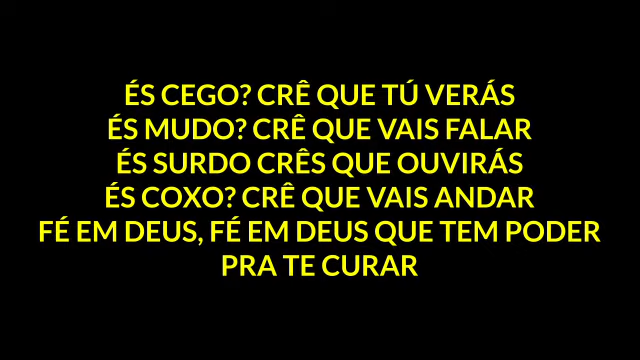 ÉS CEGO? CRÊ QUE TÚ VERÁS
ÉS MUDO? CRÊ QUE VAIS FALAR
ÉS SURDO CRÊS QUE OUVIRÁS
ÉS COXO? CRÊ QUE VAIS ANDAR
FÉ EM DEUS, FÉ EM DEUS QUE TEM PODER
PRA TE CURAR